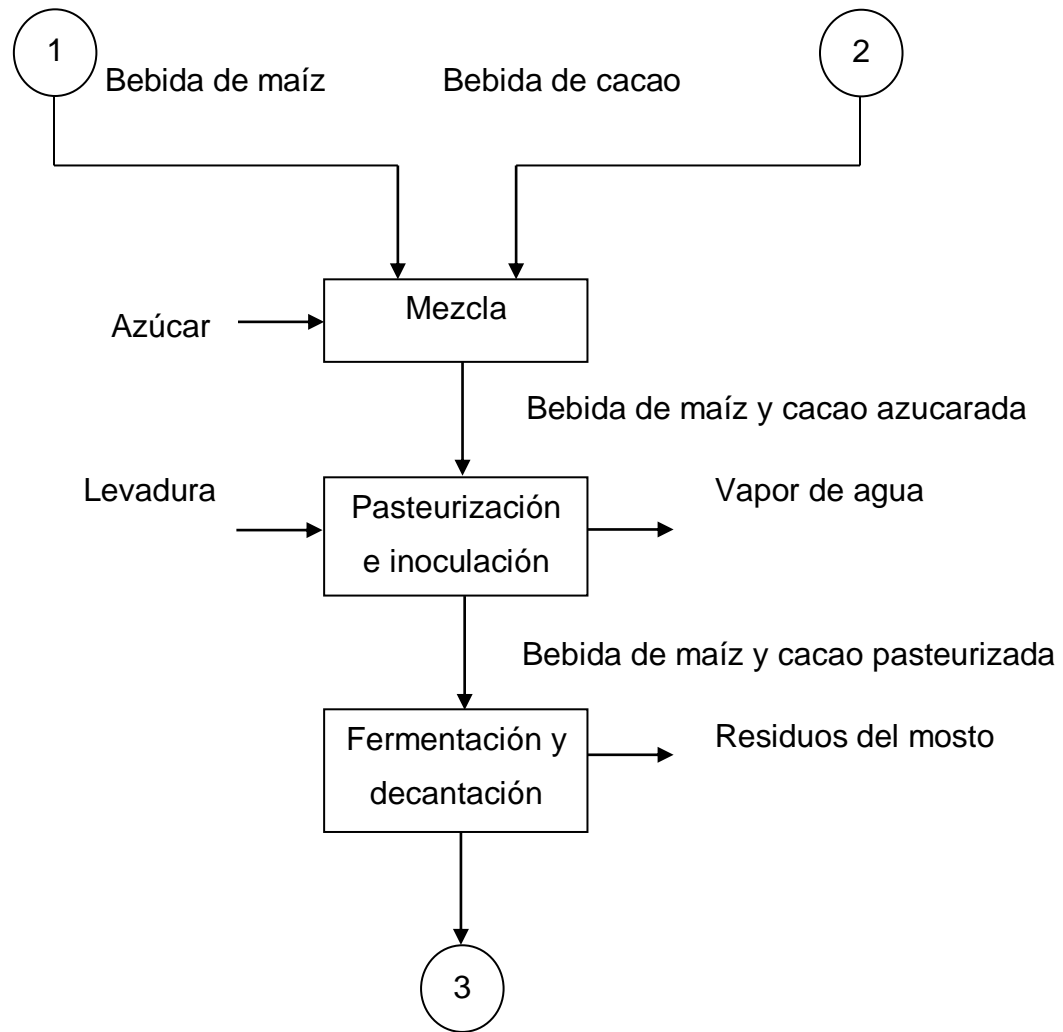 1
2
Bebida de maíz
Bebida de cacao
Mezcla
Azúcar
Bebida de maíz y cacao azucarada
Levadura
Pasteurización
e inoculación
Vapor de agua
Bebida de maíz y cacao pasteurizada
Fermentación y
decantación
Residuos del mosto
3